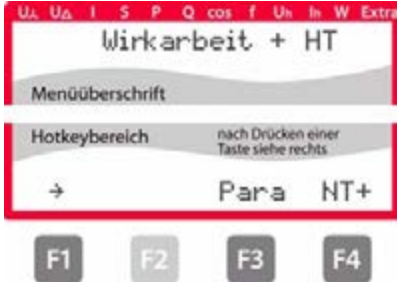 U⅄ U△ I S P Q cos f Uh Ih W Extra
Wirkarbeit + HT
Menüüberschrift
Hotkeybereich
nach Drücken einer
Taste siehe rechts
→ Para NT+
F1 F2 F3 F4